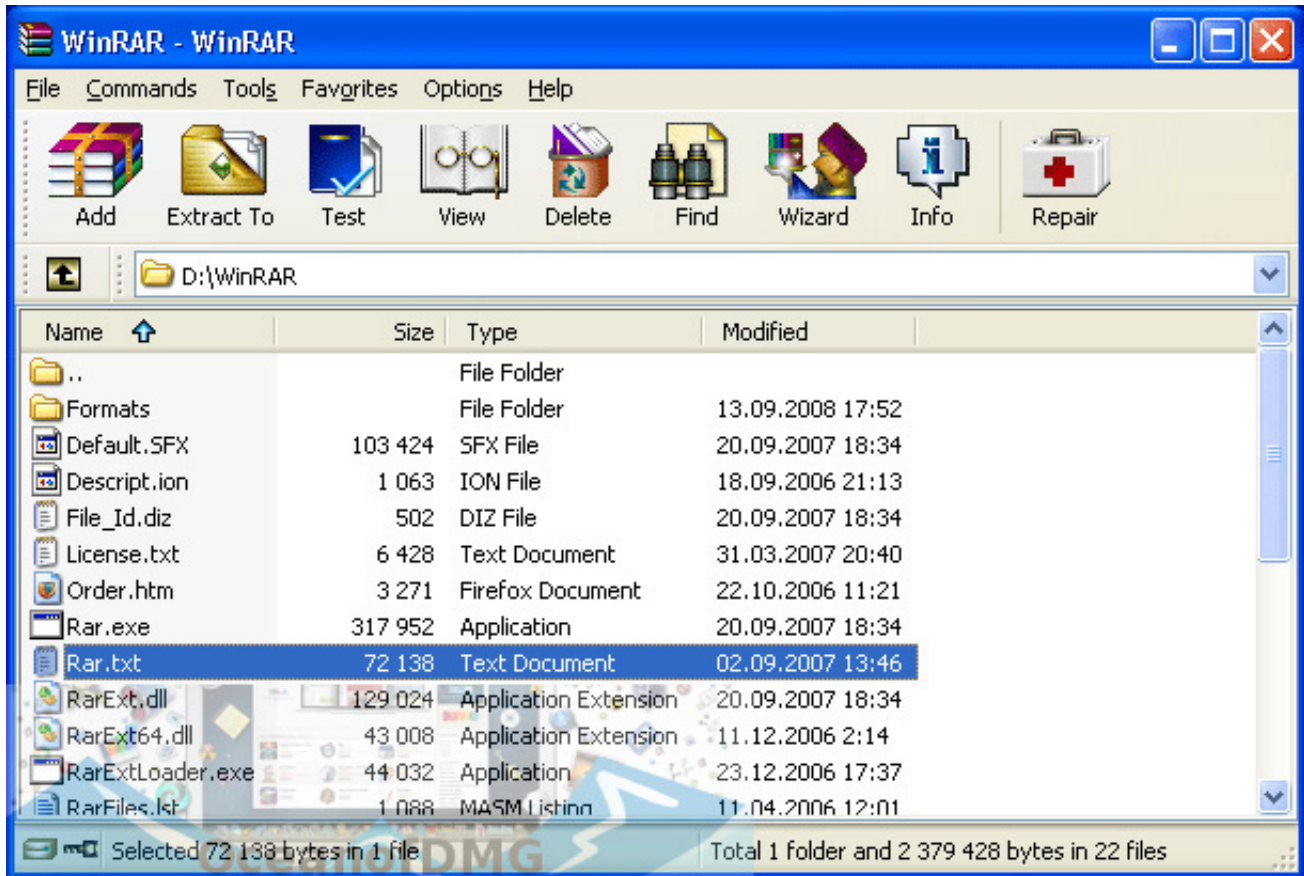 WinRAR - WinRAR
File Commands Tools Favorites Options Help
Add Extract To Test View Delete Find Wizard Info Repair
D:\WinRAR
Name Size Type Modified
.. File Folder
Formats File Folder 13.09.2008 17:52
Default.SFX 103 424 SFX File 20.09.2007 18:34
Descript.ion 1 063 ION File 18.09.2006 21:13
File_Id.diz 502 DIZ File 20.09.2007 18:34
License.txt 6 428 Text Document 31.03.2007 20:40
Order.htm 3 271 Firefox Document 22.10.2006 11:21
Rar.exe 317 952 Application 20.09.2007 18:34
Rar.txt 72 138 Text Document 02.09.2007 13:46
RarExt.dll 129 024 Application Extension 20.09.2007 18:34
RarExt64.dll 43 008 Application Extension 11.12.2006 2:14
RarExtLoader.exe 44 032 Application 23.12.2006 17:37
RarFiles.lst 1 088 MASM Listing 11.04.2006 12:01
Selected 72 138 bytes in 1 file Total 1 folder and 2 379 428 bytes in 22 files
OceanofDMG